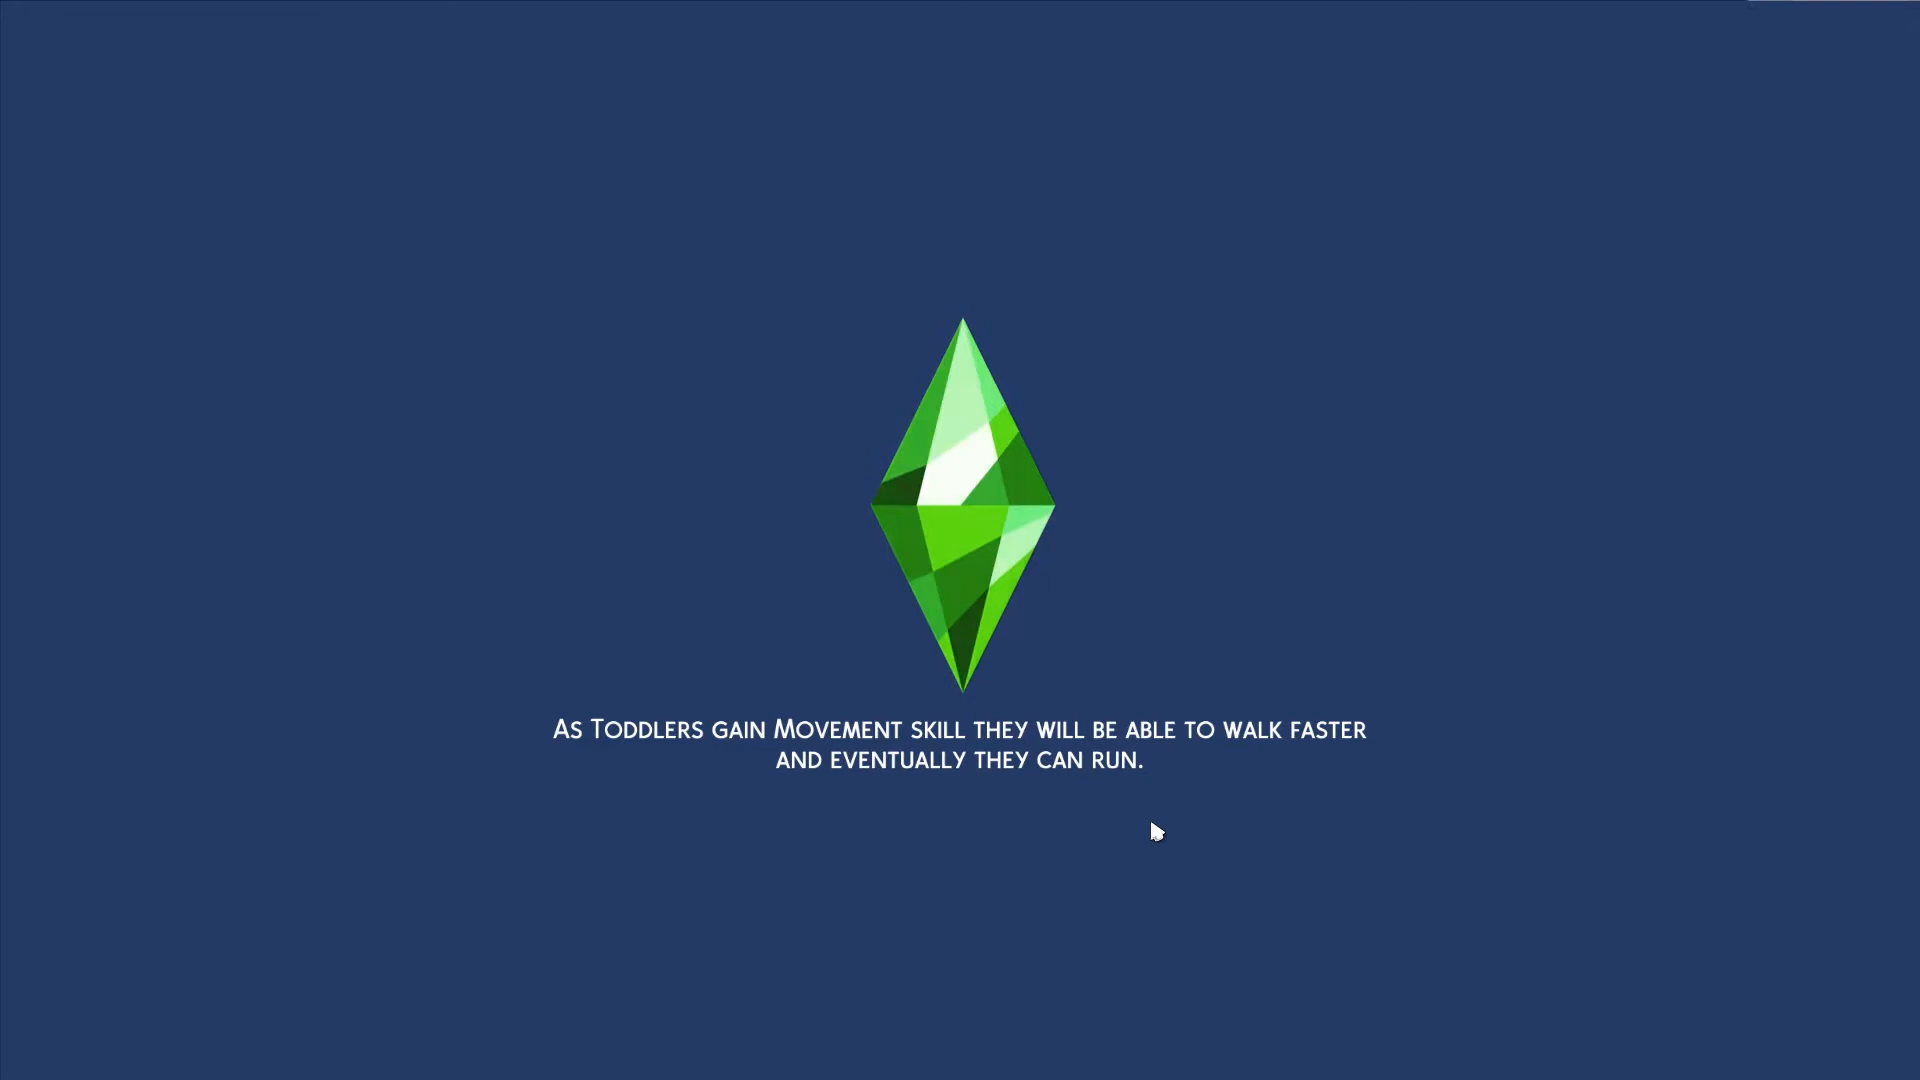 As Toddlers gain Movement skill they will be able to walk faster
and eventually they can run.